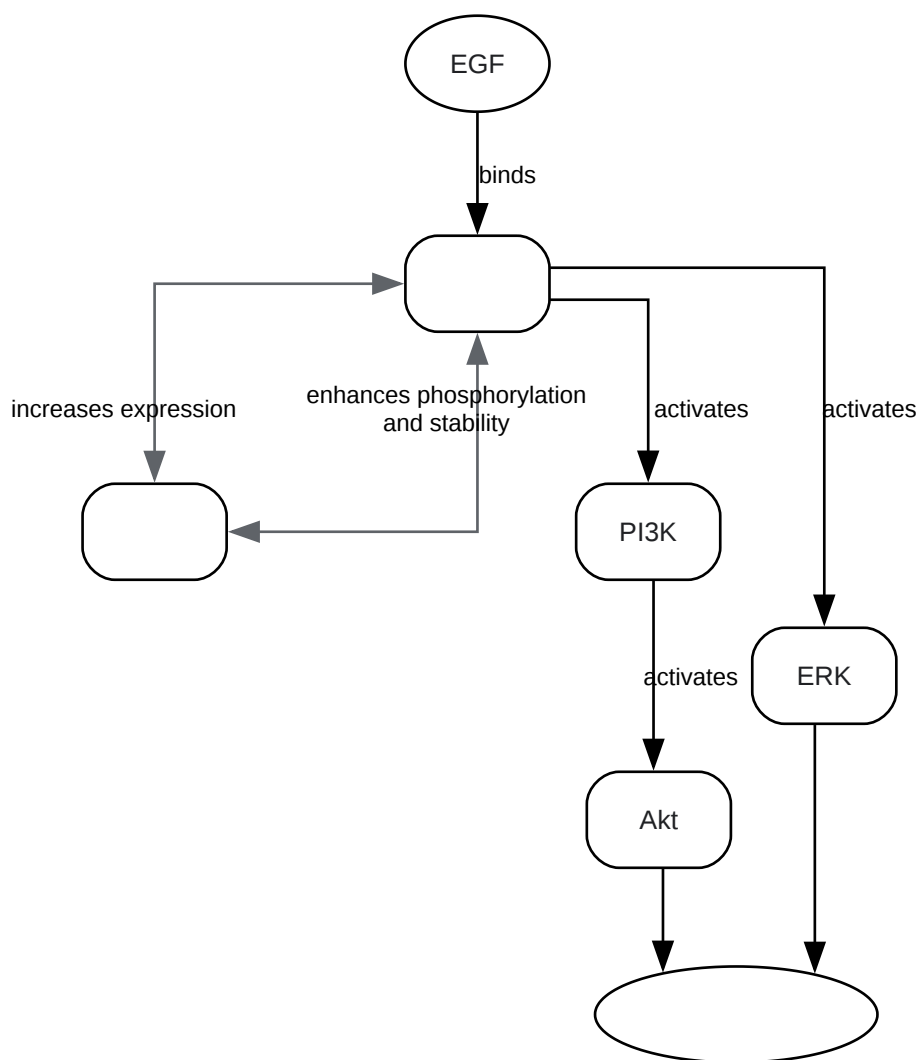 EGF
binds
increases expression
enhances phosphorylation
and stability
activates
activates
PI3K
activates
ERK
Akt